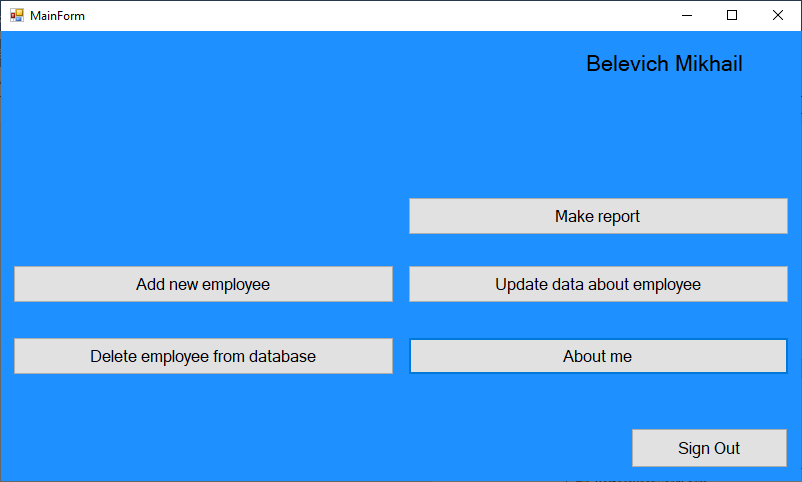 MainForm
Belevich Mikhail
Make report
Add new employee
Update data about employee
Delete employee from database
About me
Sign Out